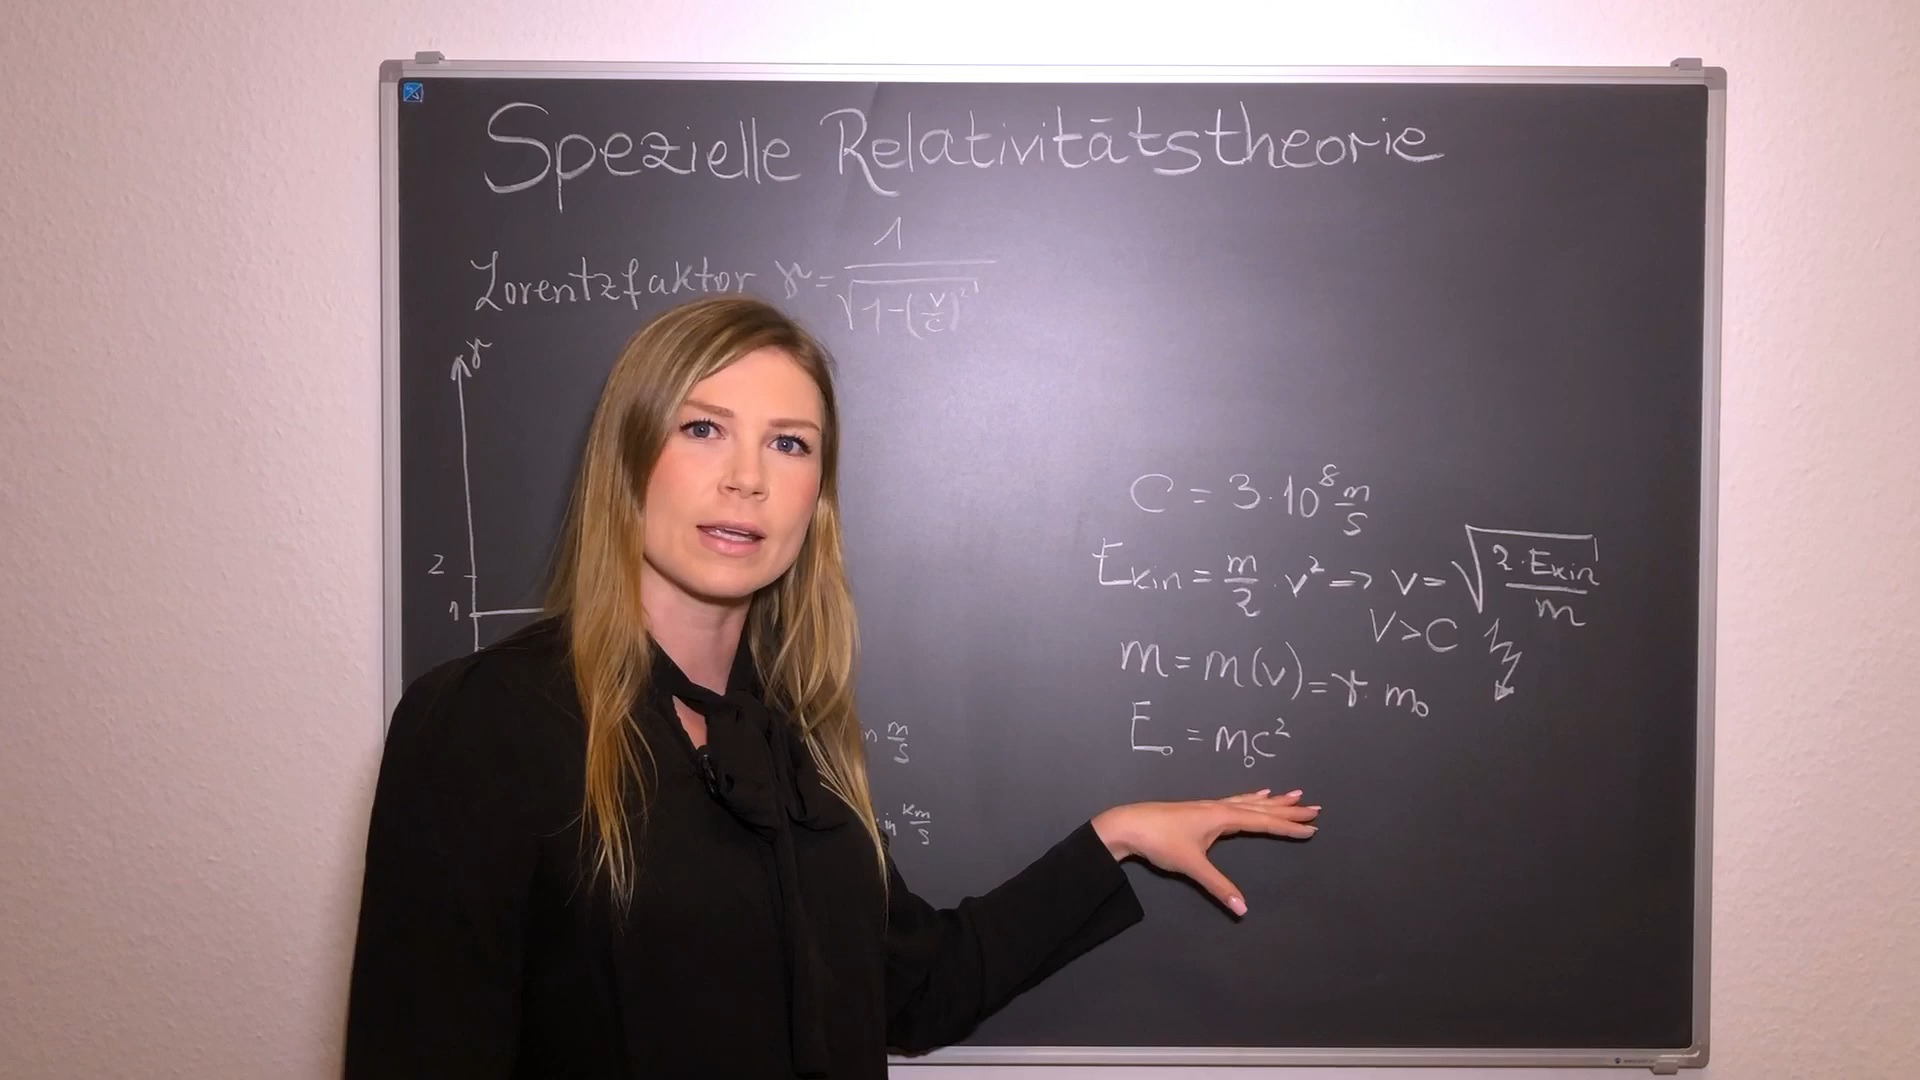 Spezielle Relativitätstheorie
Lorentzfaktor γ = 1/√(1-(v/c)²)
γ
2
1
C = 3·10⁸ m/s
Ekin = m/2 · v² => v = √(2·Ekin/m)
V > C
m = m(v) = γ · m₀
E₀ = m₀c²
m/s
in km/s